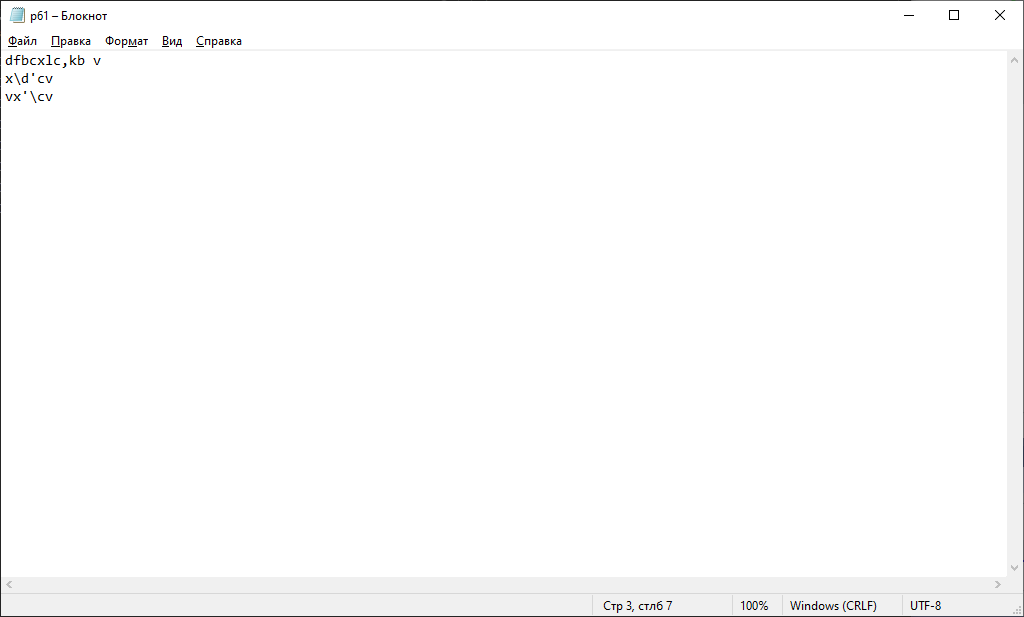 p61 – Блокнот
Файл Правка Формат Вид Справка
dfbcxlc,kb v
x\d'cv
vx'\cv
Стр 3, стлб 7 100% Windows (CRLF) UTF-8